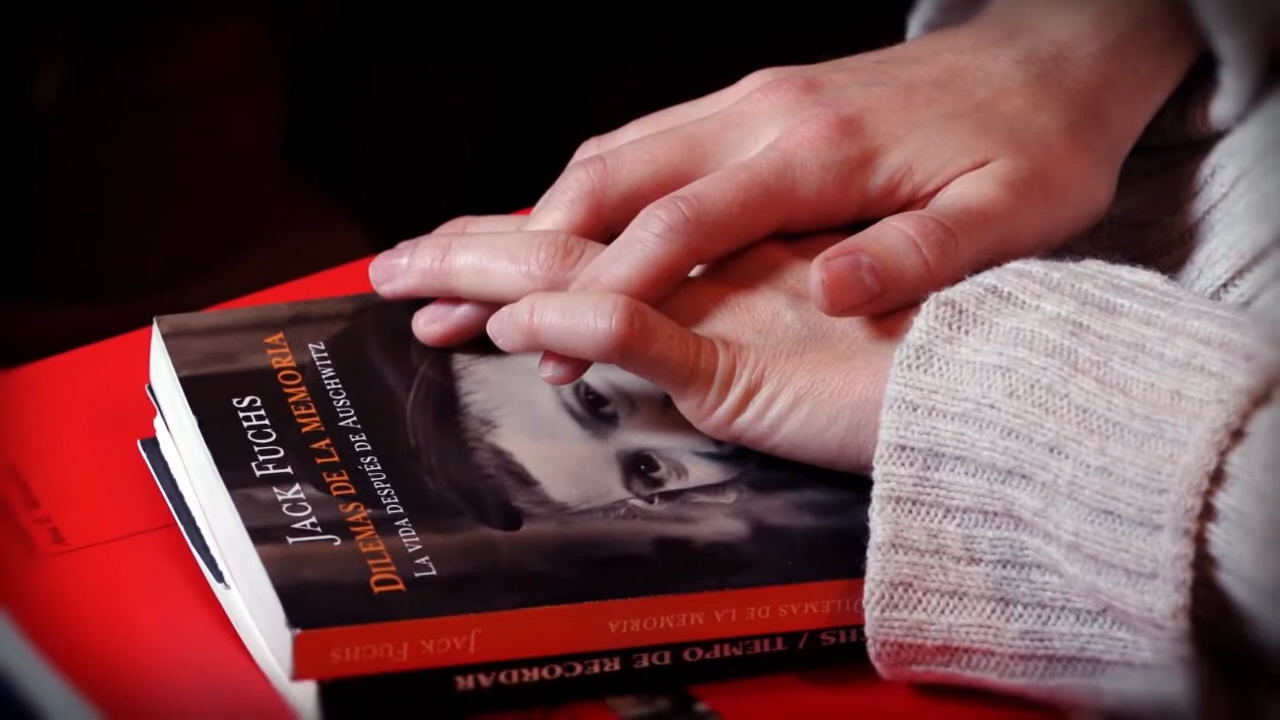 JACK FUCHS
DILEMAS DE LA MEMORIA
LA VIDA DESPUÉS DE AUSCHWITZ
JACK FUCHS
DILEMAS DE LA MEMORIA
/ TIEMPO DE RECORDAR